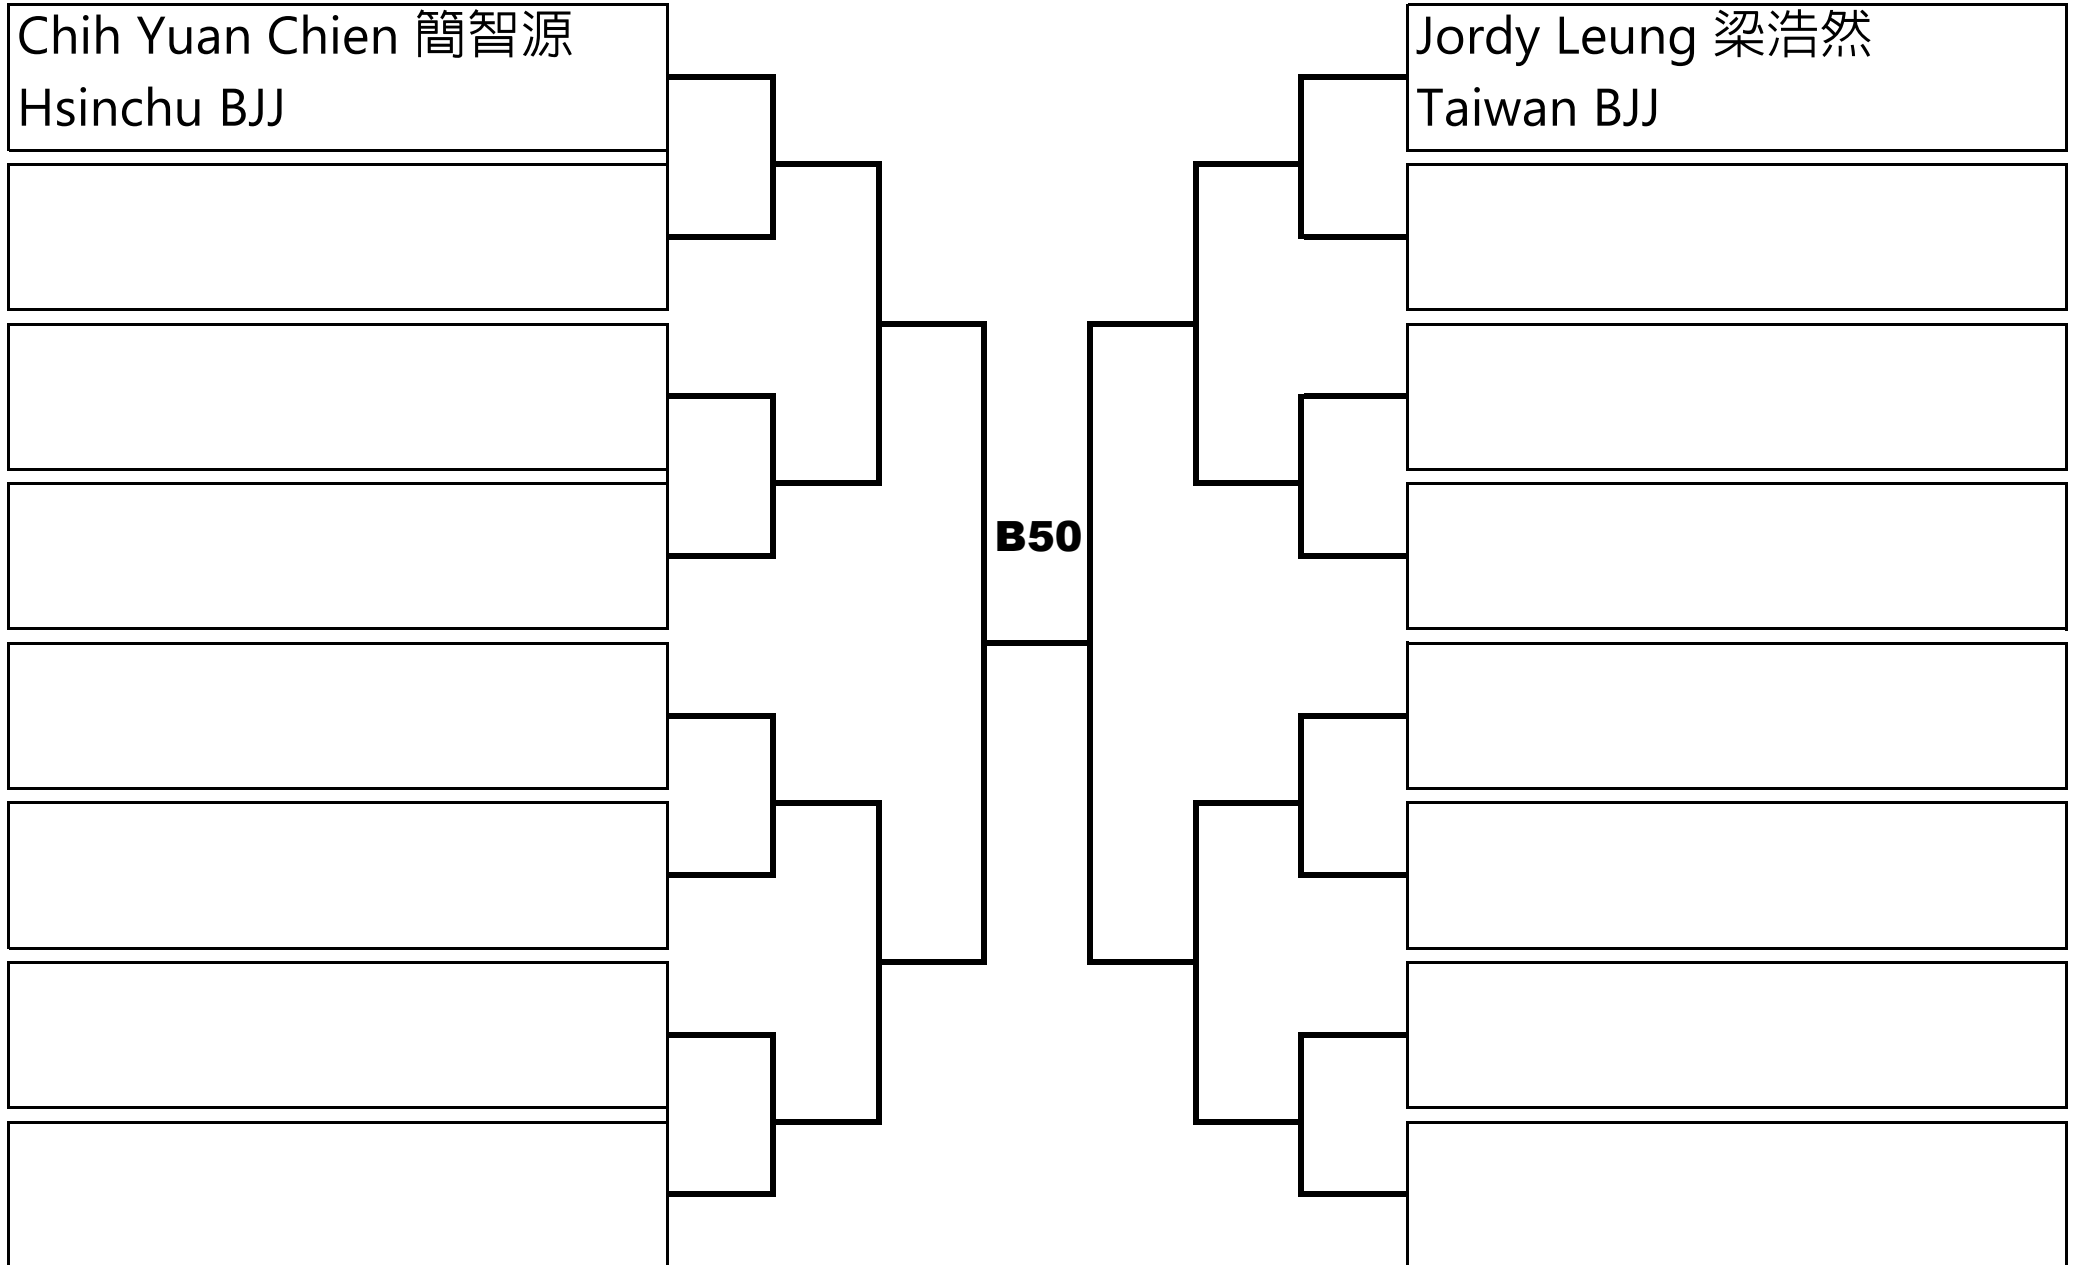 Chih Yuan Chien 簡智源
Hsinchu BJJ
Jordy Leung 梁浩然
Taiwan BJJ
B50